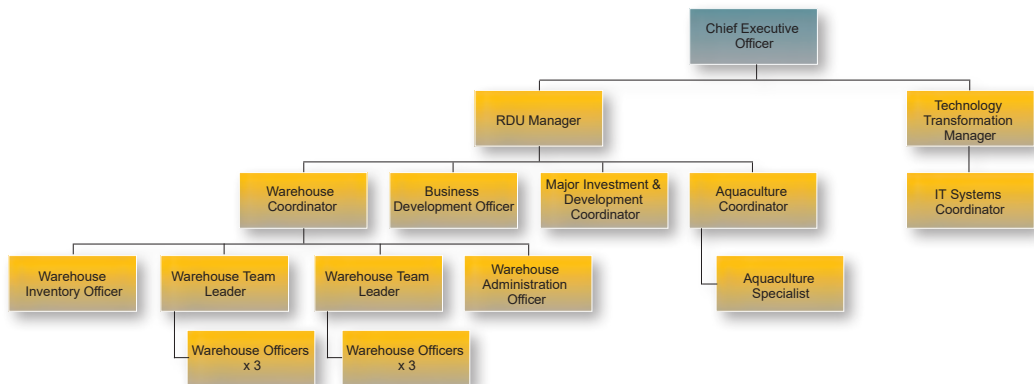 Chief Executive
Officer
RDU Manager
Technology
Transformation
Manager
Warehouse
Coordinator
Business
Development Officer
Major Investment &
Development
Coordinator
Aquaculture
Coordinator
IT Systems
Coordinator
Warehouse
Inventory Officer
Warehouse Team
Leader
Warehouse Team
Leader
Warehouse
Administration
Officer
Aquaculture
Specialist
Warehouse Officers
x 3
Warehouse Officers
x 3